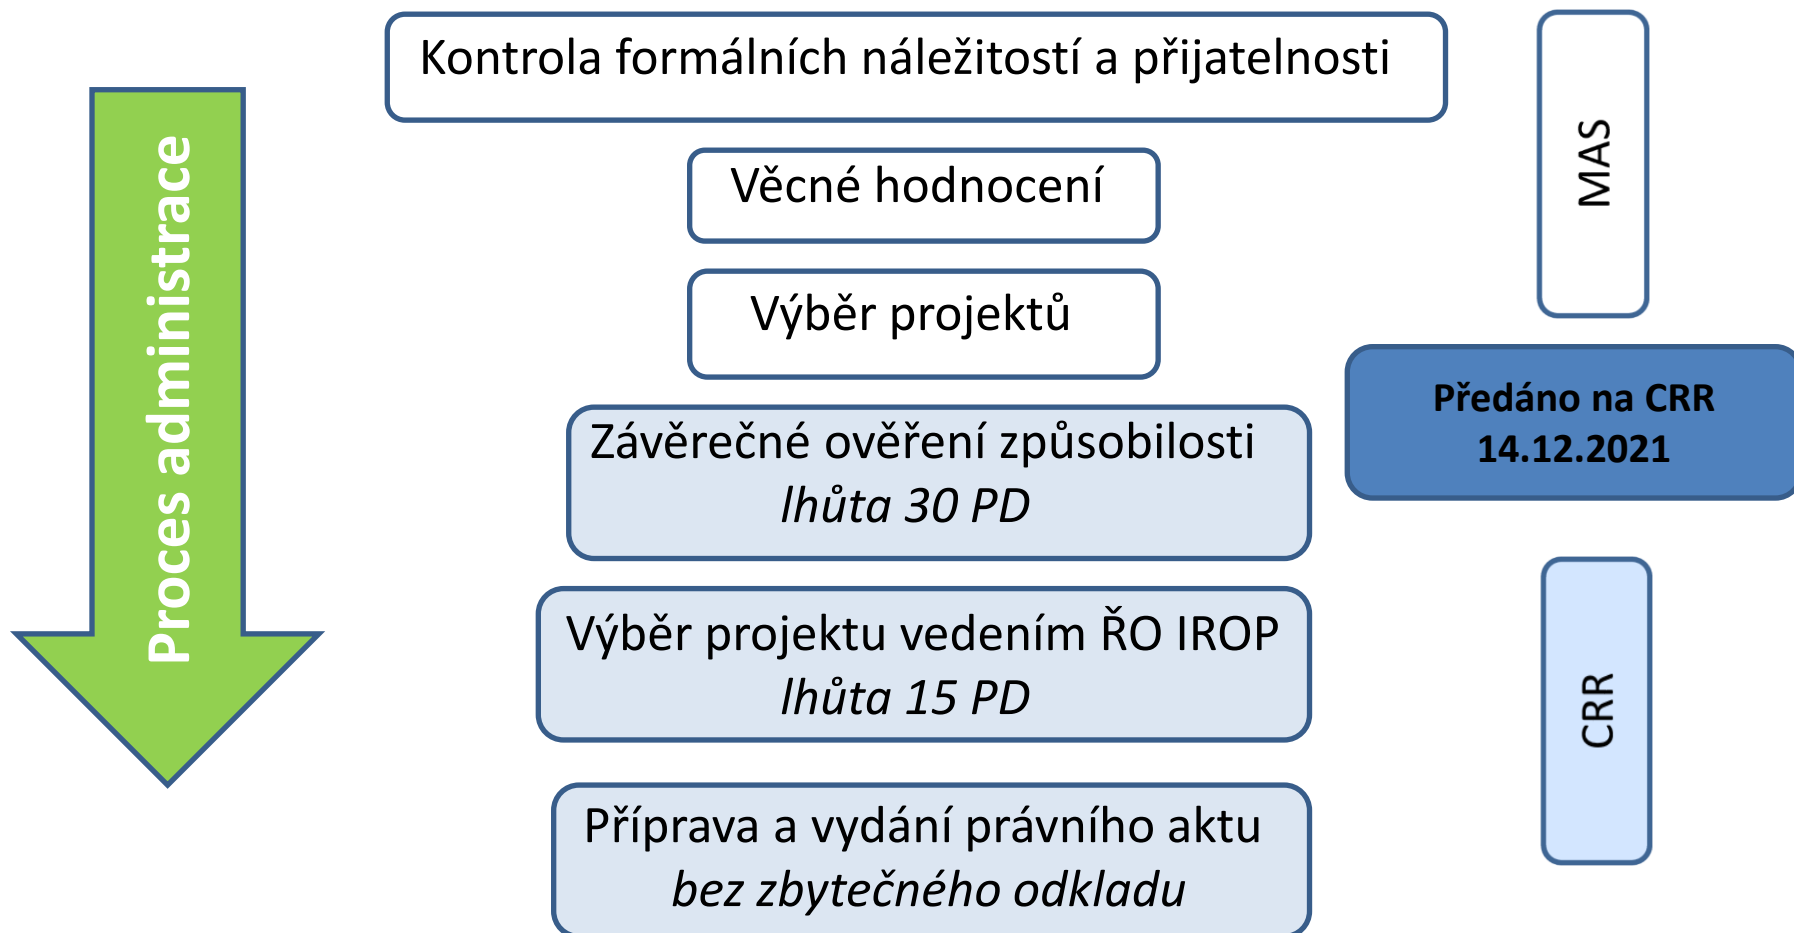 Proces administrace
Kontrola formálních náležitostí a přijatelnosti
Věcné hodnocení
Výběr projektů
Závěrečné ověření způsobilosti
lhůta 30 PD
Výběr projektu vedením ŘO IROP
lhůta 15 PD
Příprava a vydání právního aktu
bez zbytečného odkladu
MAS
Předáno na CRR
14.12.2021
CRR